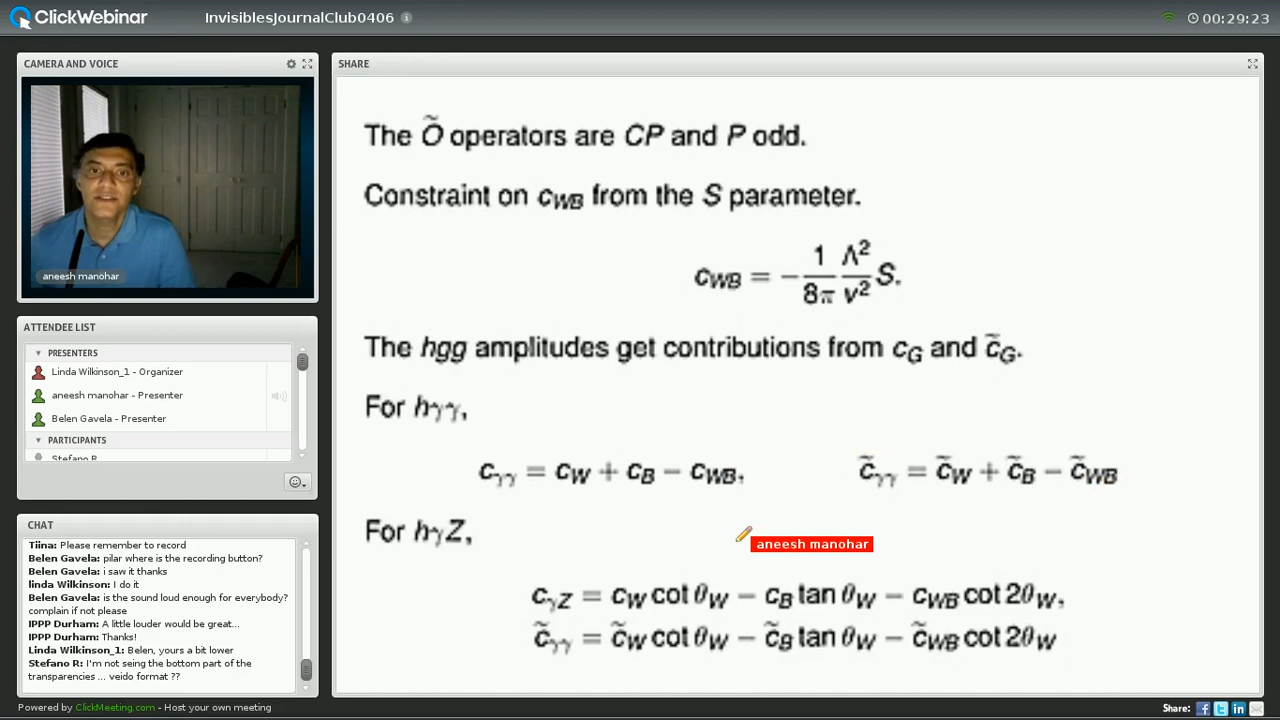 ClickWebinar
InvisiblesJournalClub0406
00:29:23
CAMERA AND VOICE
aneesh manohar
ATTENDEE LIST
PRESENTERS
Linda Wilkinson_1 - Organizer
aneesh manohar - Presenter
Belen Gavela - Presenter
PARTICIPANTS
Stefano R
CHAT
Tiina: Please remember to record
Belen Gavela: pilar where is the recording button?
Belen Gavela: i saw it thanks
linda Wilkinson: I do it
Belen Gavela: is the sound loud enough for everybody?
complain if not please
IPPP Durham: A little louder would be great...
IPPP Durham: Thanks!
Linda Wilkinson_1: Belen, yours a bit lower
Stefano R: I'm not seing the bottom part of the
transparencies ... veido format ??
SHARE
The Õ operators are CP and P odd.
Constraint on c_WB from the S parameter.
c_WB = − 1/8π Λ²/v² S.
The hgg amplitudes get contributions from c_G and c̃_G.
For hγγ,
c_γγ = c_W + c_B − c_WB, c̃_γγ = c̃_W + c̃_B − c̃_WB
For hγZ,
aneesh manohar
c_γZ = c_W cot θ_W − c_B tan θ_W − c_WB cot 2θ_W,
c̃_γγ = c̃_W cot θ_W − c̃_B tan θ_W − c̃_WB cot 2θ_W
Powered by ClickMeeting.com - Host your own meeting
Share: